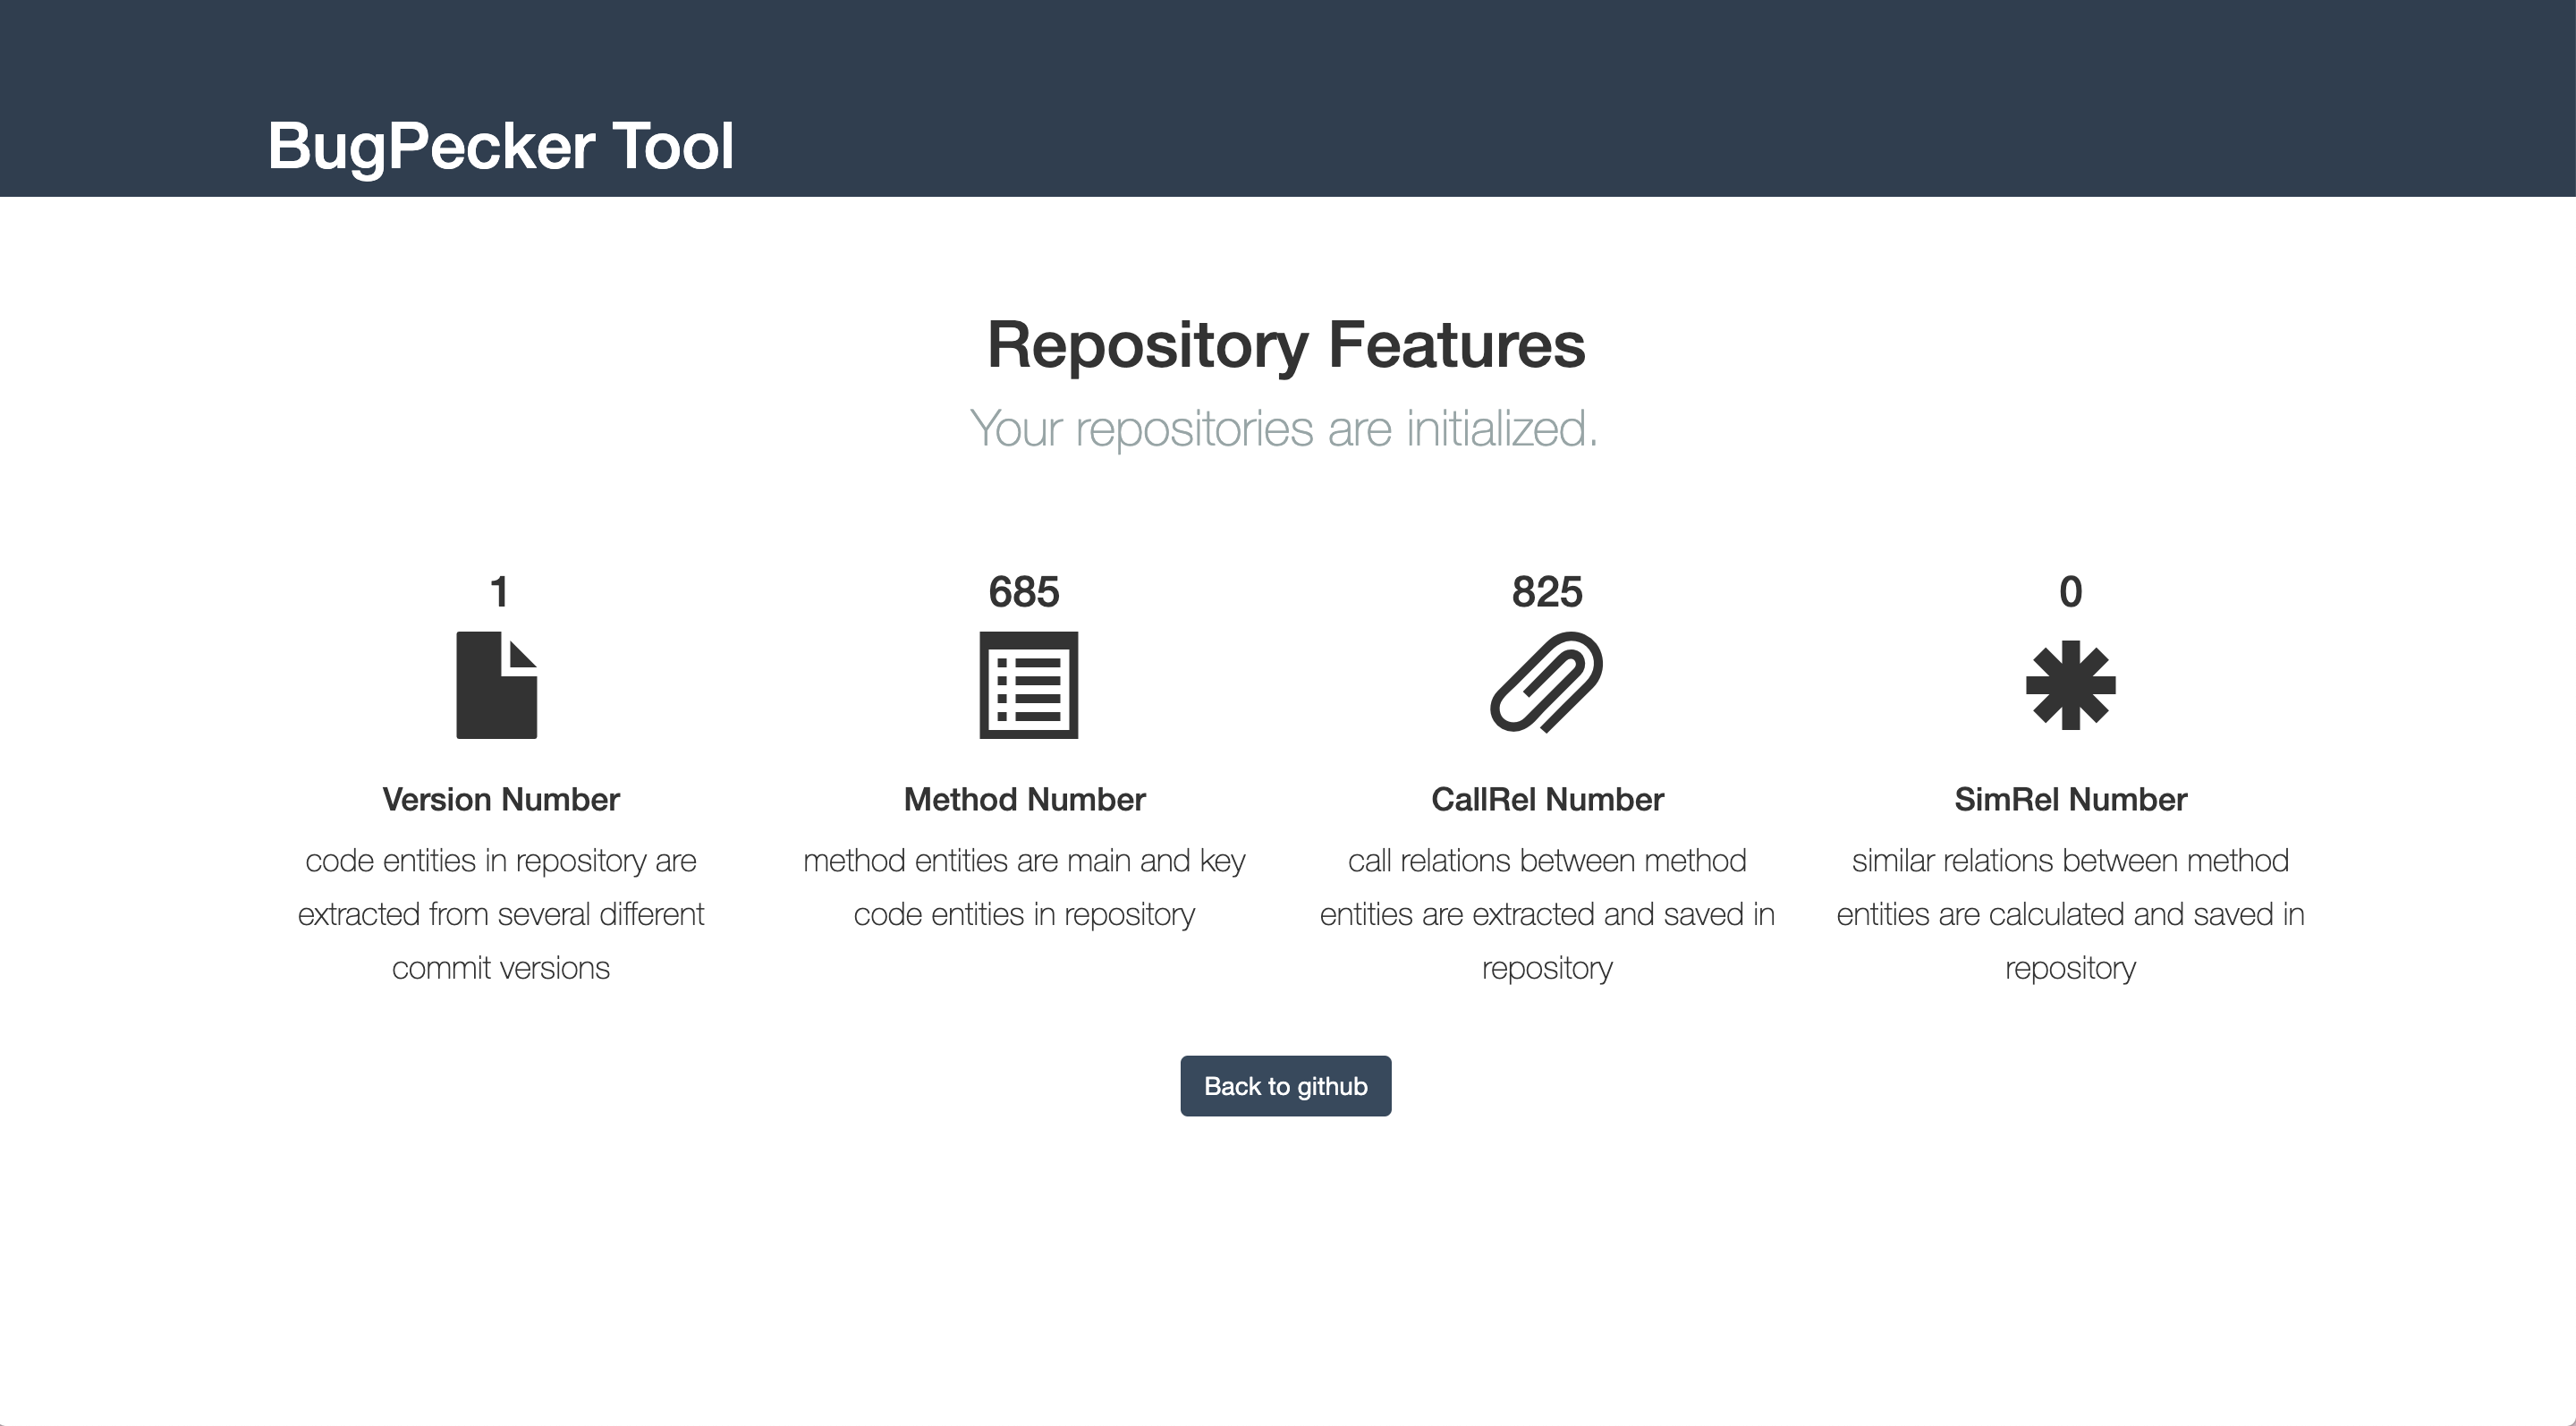 BugPecker Tool
Repository Features
Your repositories are initialized.
1
Version Number
code entities in repository are
extracted from several different
commit versions
685
Method Number
method entities are main and key
code entities in repository
825
CallRel Number
call relations between method
entities are extracted and saved in
repository
0
SimRel Number
similar relations between method
entities are calculated and saved in
repository
Back to github